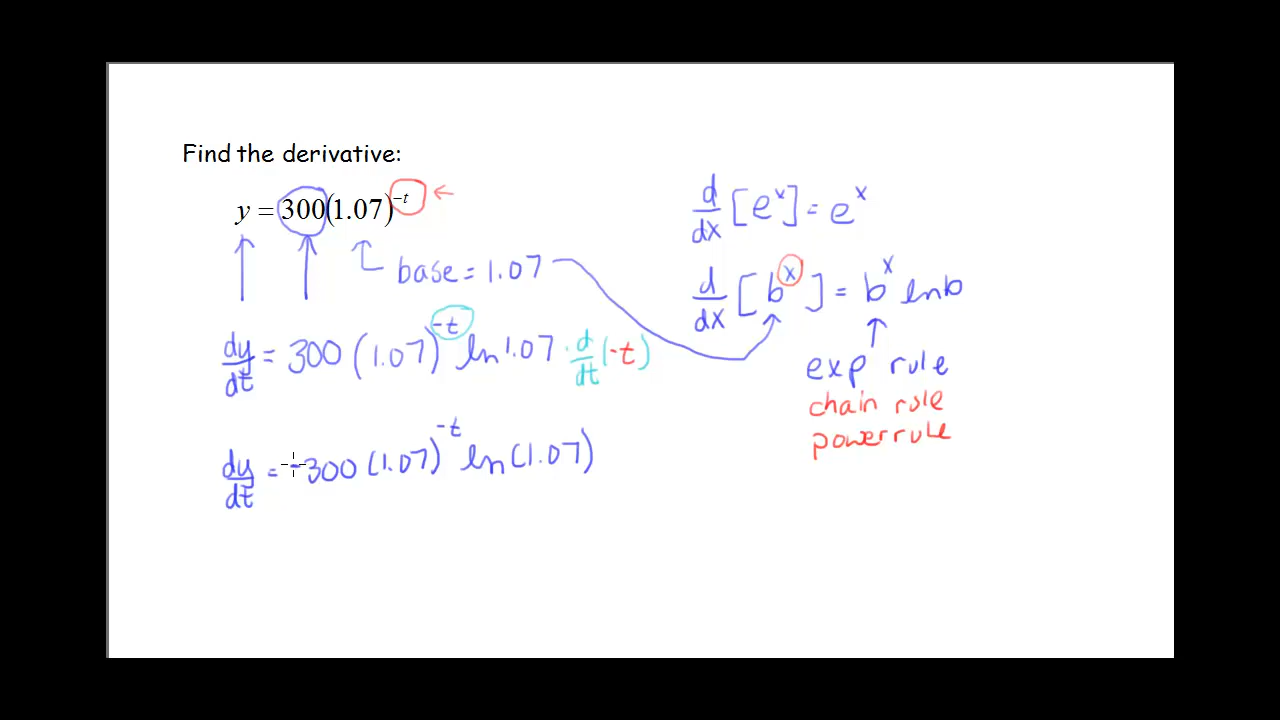 Find the derivative:
y = 300(1.07)^{-t} ←
base = 1.07
dy/dt = 300 (1.07)^{-t} ln 1.07 · d/dt (-t)
dy/dt = -300 (1.07)^{-t} ln (1.07)
d/dx [e^x] = e^x
d/dx [b^x] = b^x ln b
exp rule
chain rule
power rule